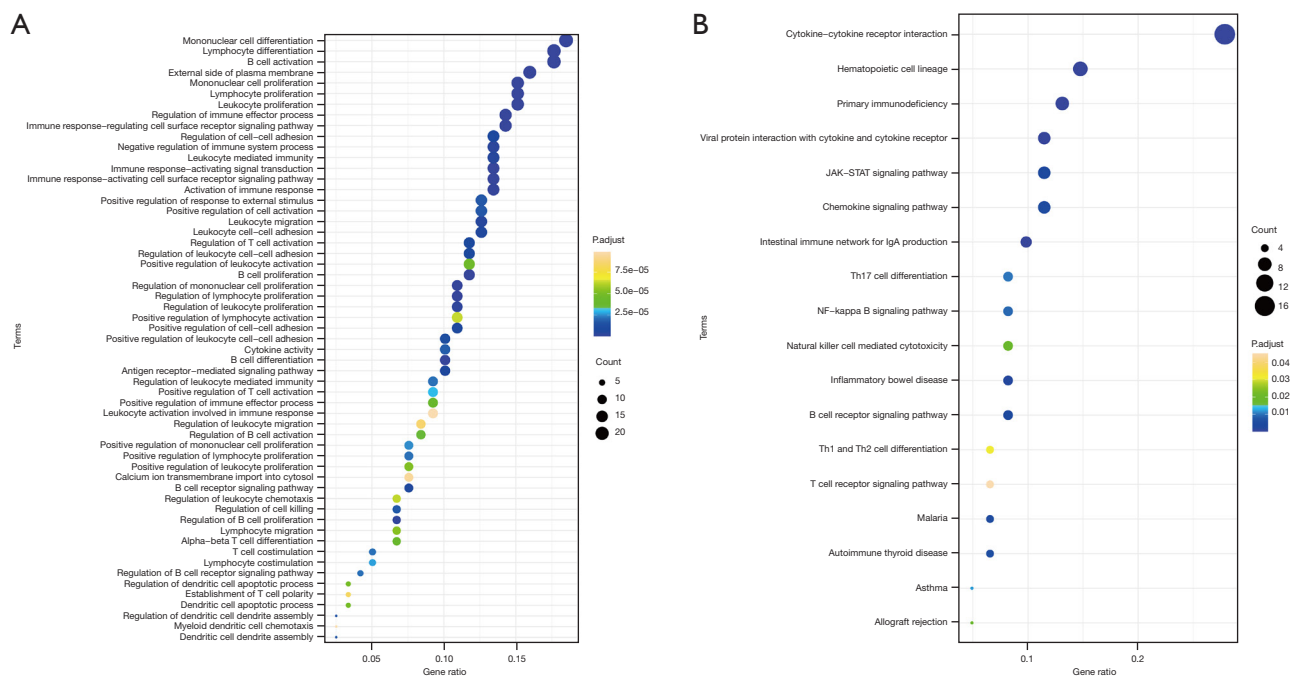 A
Mononuclear cell differentiation
Lymphocyte differentiation
B cell activation
External side of plasma membrane
Mononuclear cell proliferation
Lymphocyte proliferation
Leukocyte proliferation
Regulation of immune effector process
Immune response−regulating cell surface receptor signaling pathway
Regulation of cell−cell adhesion
Negative regulation of immune system process
Leukocyte mediated immunity
Immune response−activating signal transduction
Immune response−activating cell surface receptor signaling pathway
Activation of immune response
Positive regulation of response to external stimulus
Positive regulation of cell activation
Leukocyte migration
Leukocyte cell−cell adhesion
Regulation of T cell activation
Regulation of leukocyte cell−cell adhesion
Positive regulation of leukocyte activation
B cell proliferation
Regulation of mononuclear cell proliferation
Regulation of lymphocyte proliferation
Regulation of leukocyte proliferation
Positive regulation of lymphocyte activation
Positive regulation of cell−cell adhesion
Positive regulation of leukocyte cell−cell adhesion
Cytokine activity
B cell differentiation
Antigen receptor−mediated signaling pathway
Regulation of leukocyte mediated immunity
Positive regulation of T cell activation
Positive regulation of immune effector process
Leukocyte activation involved in immune response
Regulation of leukocyte migration
Regulation of B cell activation
Positive regulation of mononuclear cell proliferation
Positive regulation of lymphocyte proliferation
Positive regulation of leukocyte proliferation
Calcium ion transmembrane import into cytosol
B cell receptor signaling pathway
Regulation of leukocyte chemotaxis
Regulation of cell killing
Regulation of B cell proliferation
Lymphocyte migration
Alpha−beta T cell differentiation
T cell costimulation
Lymphocyte costimulation
Regulation of B cell receptor signaling pathway
Regulation of dendritic cell apoptotic process
Establishment of T cell polarity
Dendritic cell apoptotic process
Regulation of dendritic cell dendrite assembly
Myeloid dendritic cell chemotaxis
Dendritic cell dendrite assembly
Terms
0.05 0.10 0.15
Gene ratio
P.adjust
7.5e−05
5.0e−05
2.5e−05
Count
5
10
15
20
B
Cytokine−cytokine receptor interaction
Hematopoietic cell lineage
Primary immunodeficiency
Viral protein interaction with cytokine and cytokine receptor
JAK−STAT signaling pathway
Chemokine signaling pathway
Intestinal immune network for IgA production
Th17 cell differentiation
NF−kappa B signaling pathway
Natural killer cell mediated cytotoxicity
Inflammatory bowel disease
B cell receptor signaling pathway
Th1 and Th2 cell differentiation
T cell receptor signaling pathway
Malaria
Autoimmune thyroid disease
Asthma
Allograft rejection
Terms
0.1 0.2
Gene ratio
Count
4
8
12
16
P.adjust
0.04
0.03
0.02
0.01